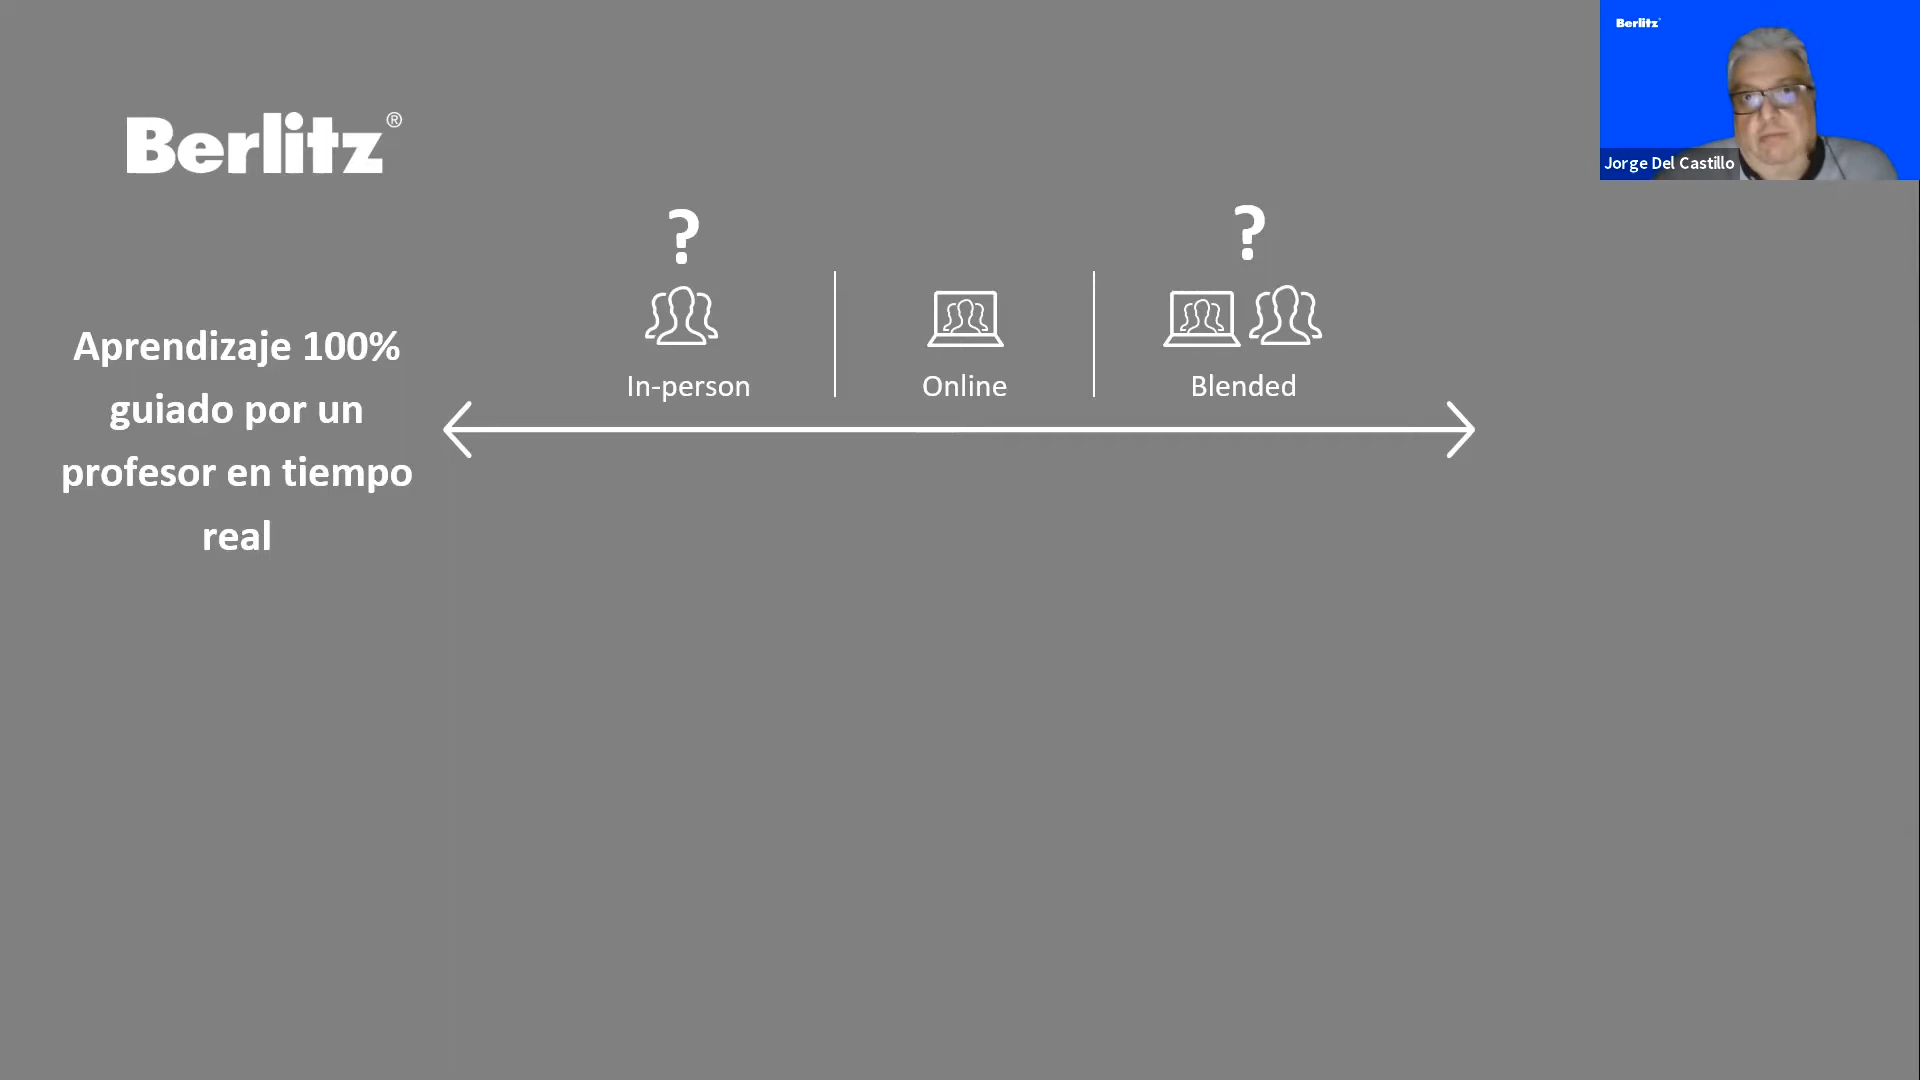 Berlitz
Jorge Del Castillo
Berlitz®
? ?
Aprendizaje 100%
guiado por un
profesor en tiempo
real
In-person Online Blended